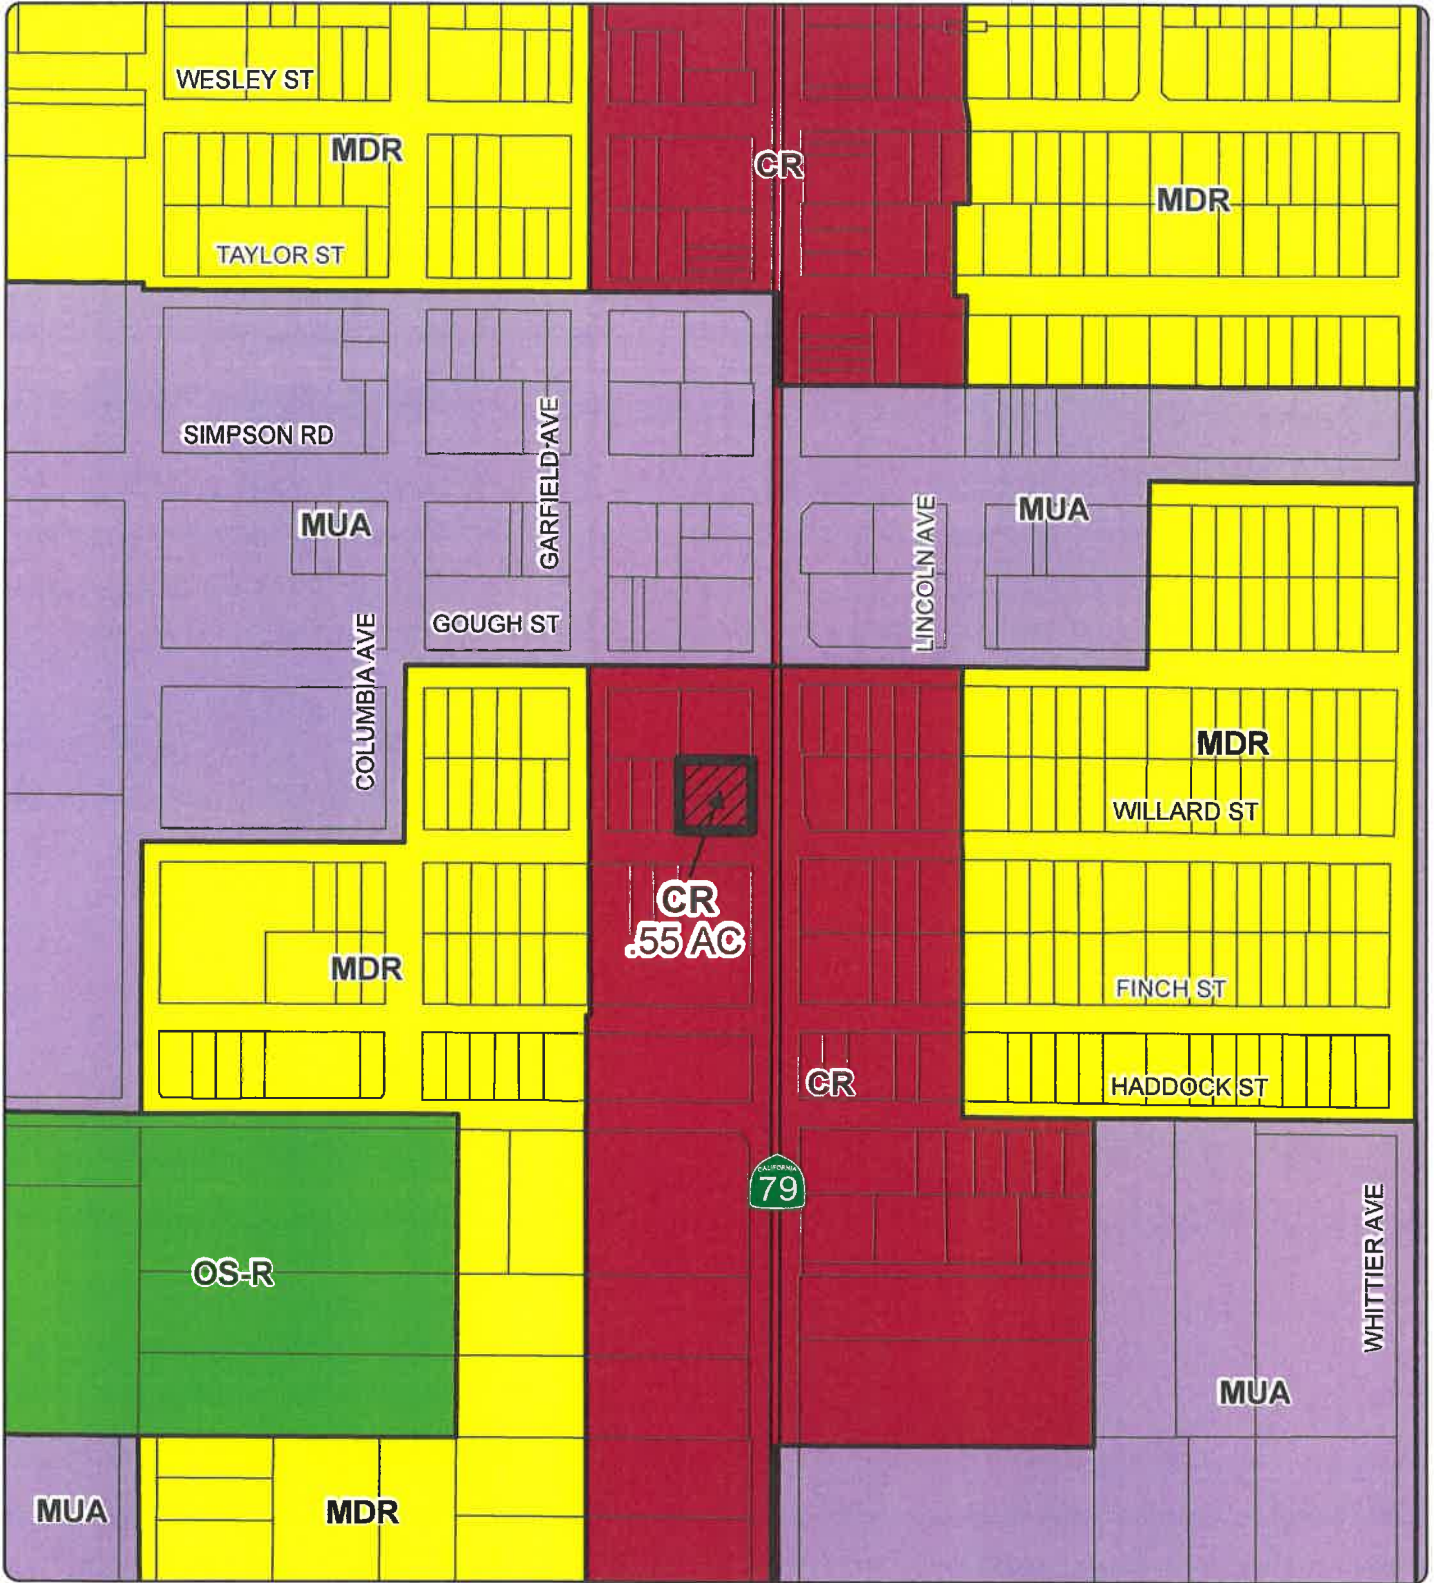 WESLEY ST
MDR
CR
MDR
TAYLOR ST
SIMPSON RD
GARFIELD AVE
MUA
MUA
LINCOLN AVE
GOUGH ST
COLUMBIA AVE
MDR
WILLARD ST
CR
.55 AC
MDR
FINCH ST
CR
HADDOCK ST
CALIFORNIA
79
OS-R
WHITTIER AVE
MUA
MUA
MDR